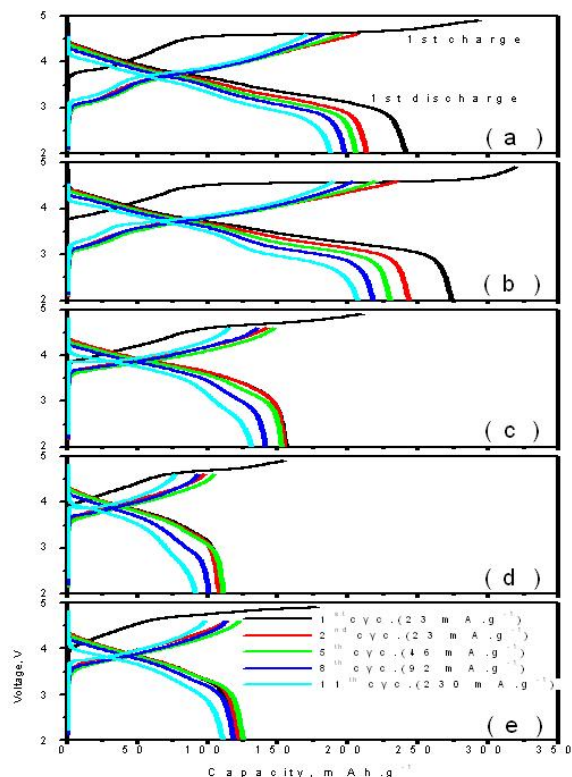 5
4
3
2
1st charge
1st discharge
(a)
5
4
3
2
(b)
5
4
3
2
(c)
5
4
3
2
(d)
5
4
3
2
1st cyc.(23 mA.g-1)
2nd cyc.(23 mA.g-1)
5th cyc.(46 mA.g-1)
8th cyc.(92 mA.g-1)
11th cyc.(230 mA.g-1)
(e)
Voltage, V
0 50 100 150 200 250 300 350
Capacity, mAh.g-1